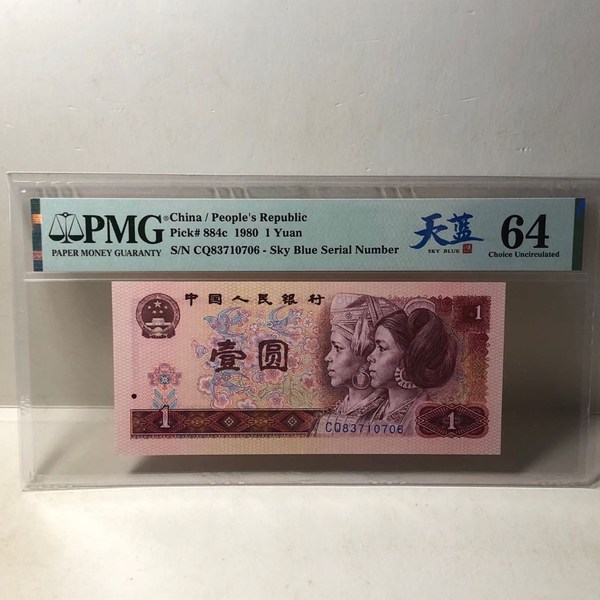 PMG®
PAPER MONEY GUARANTY
China / People's Republic
Pick# 884c 1980 1 Yuan
S/N CQ83710706 - Sky Blue Serial Number
天蓝
SKY BLUE
64
Choice Uncirculated
中国人民银行
1
壹圆
1
CQ83710706
1